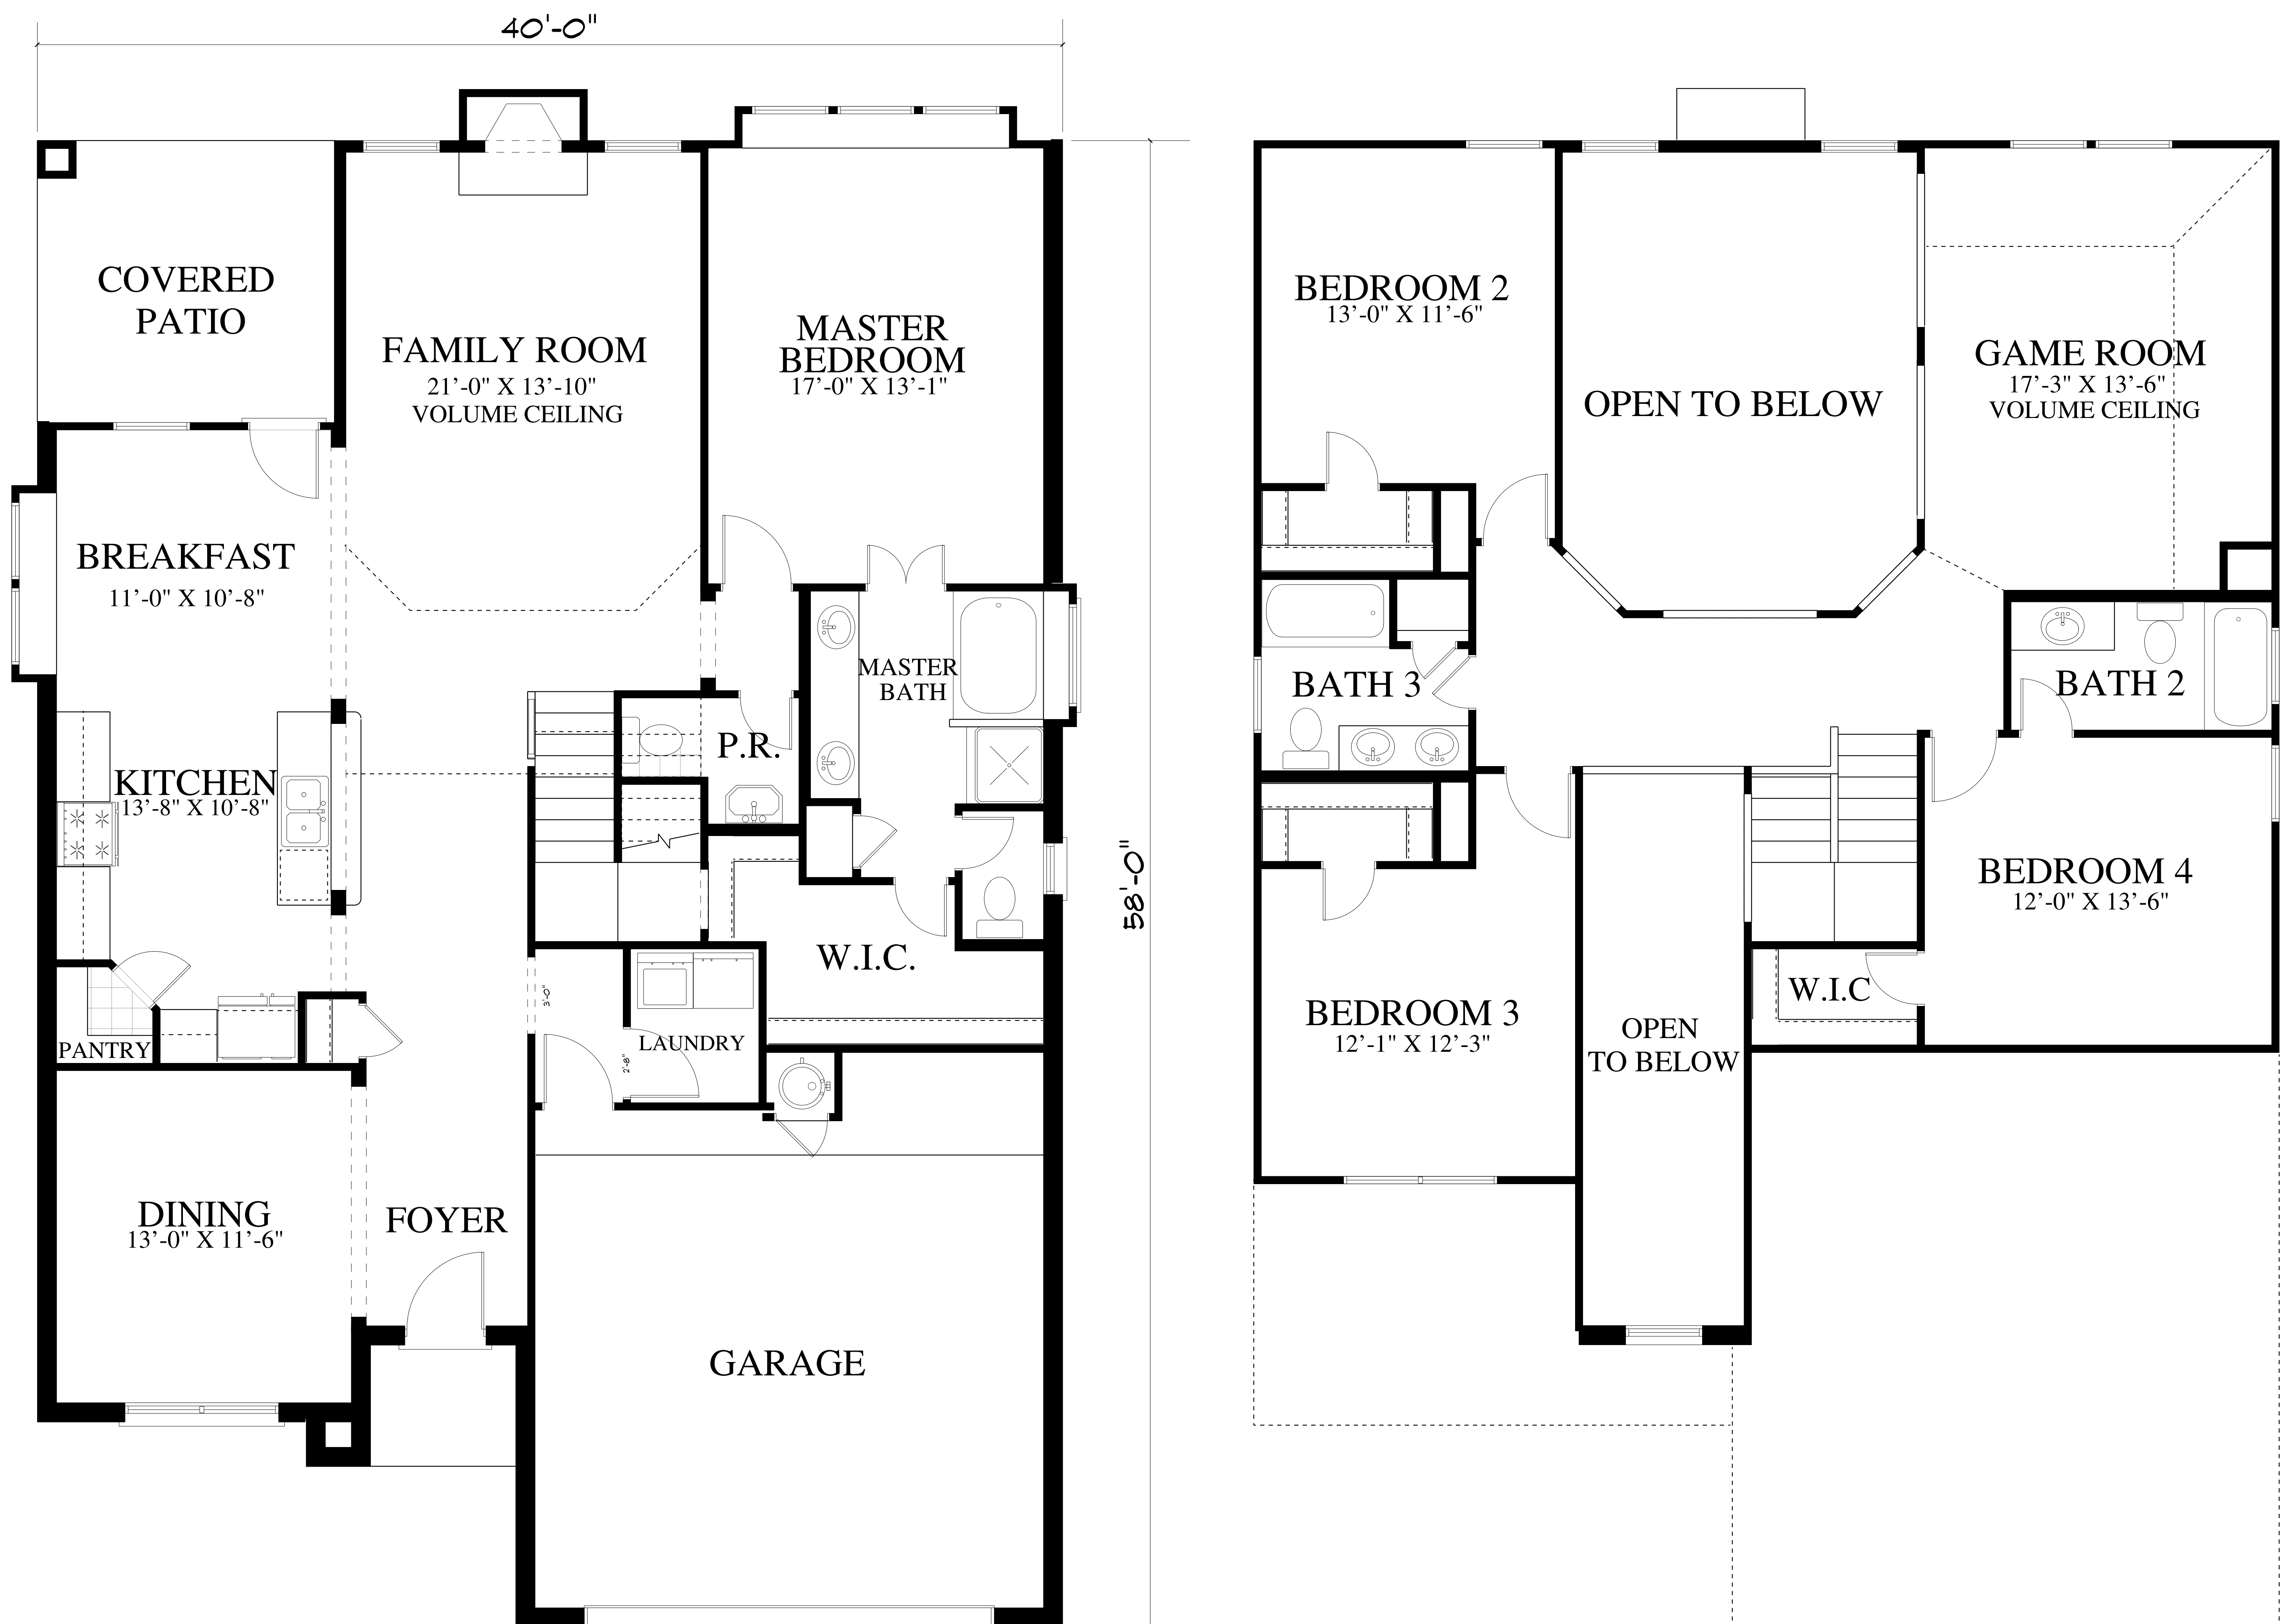 40'-0"
COVERED
PATIO
FAMILY ROOM
21'-0" X 13'-10"
VOLUME CEILING
MASTER
BEDROOM
17'-0" X 13'-1"
BREAKFAST
11'-0" X 10'-8"
MASTER
BATH
P.R.
KITCHEN
13'-8" X 10'-8"
58'-0"
W.I.C.
3'-0"
LAUNDRY
2'-8"
PANTRY
DINING
13'-0" X 11'-6"
FOYER
GARAGE
BEDROOM 2
13'-0" X 11'-6"
OPEN TO BELOW
GAME ROOM
17'-3" X 13'-6"
VOLUME CEILING
BATH 3
BATH 2
BEDROOM 4
12'-0" X 13'-6"
W.I.C
BEDROOM 3
12'-1" X 12'-3"
OPEN
TO BELOW